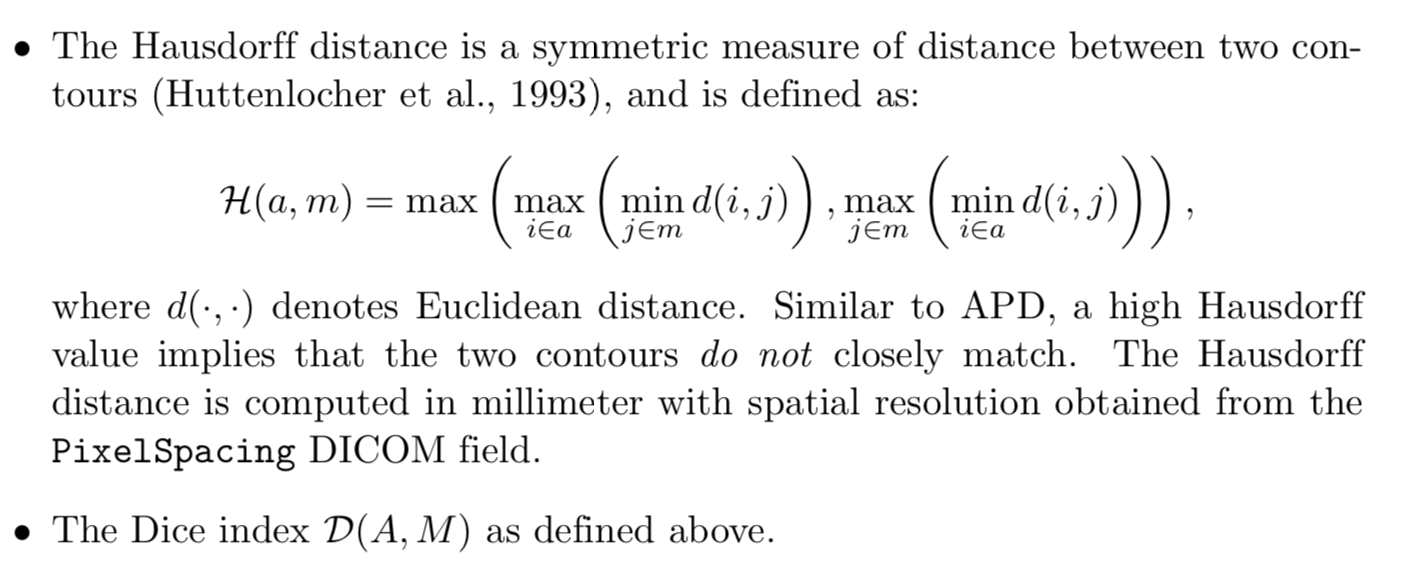 • The Hausdorff distance is a symmetric measure of distance between two con-
tours (Huttenlocher et al., 1993), and is defined as:
$\mathcal{H}(a, m) = \max \left( \max_{i \in a} \left( \min_{j \in m} d(i, j) \right), \max_{j \in m} \left( \min_{i \in a} d(i, j) \right) \right),$
where $d(\cdot, \cdot)$ denotes Euclidean distance. Similar to APD, a high Hausdorff
value implies that the two contours do not closely match. The Hausdorff
distance is computed in millimeter with spatial resolution obtained from the
PixelSpacing DICOM field.
• The Dice index $\mathcal{D}(A, M)$ as defined above.